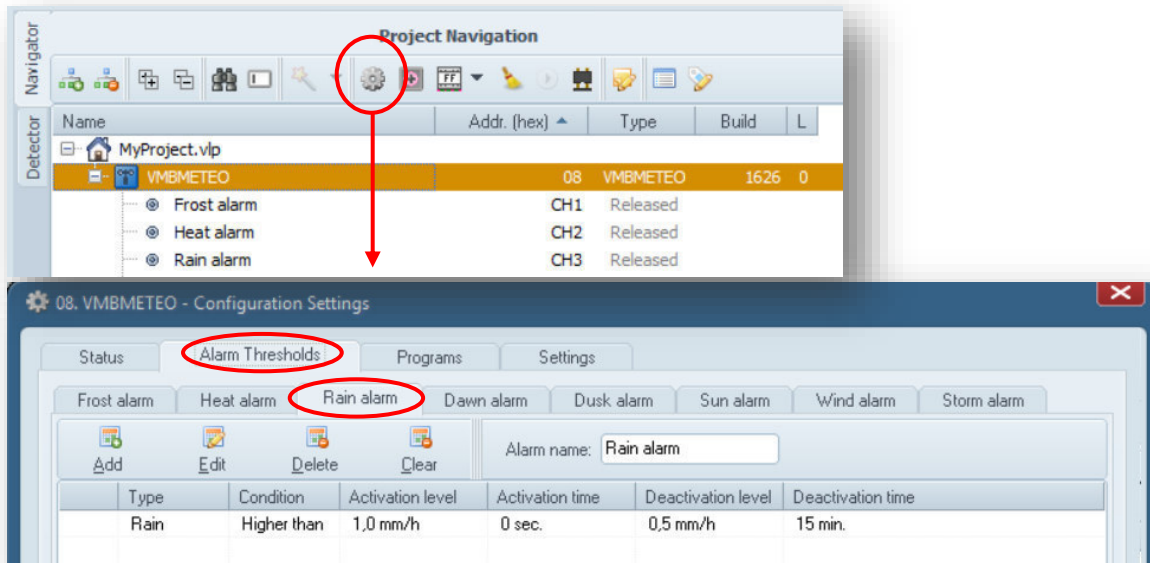 Navigator
Detector
Project Navigation
FF
Name Addr. (hex) Type Build L
MyProject.vlp
VMBMETEO 08 VMBMETEO 1626 0
Frost alarm CH1 Released
Heat alarm CH2 Released
Rain alarm CH3 Released
08. VMBMETEO - Configuration Settings
Status Alarm Thresholds Programs Settings
Frost alarm Heat alarm Rain alarm Dawn alarm Dusk alarm Sun alarm Wind alarm Storm alarm
Add Edit Delete Clear Alarm name: Rain alarm
Type Condition Activation level Activation time Deactivation level Deactivation time
Rain Higher than 1,0 mm/h 0 sec. 0,5 mm/h 15 min.